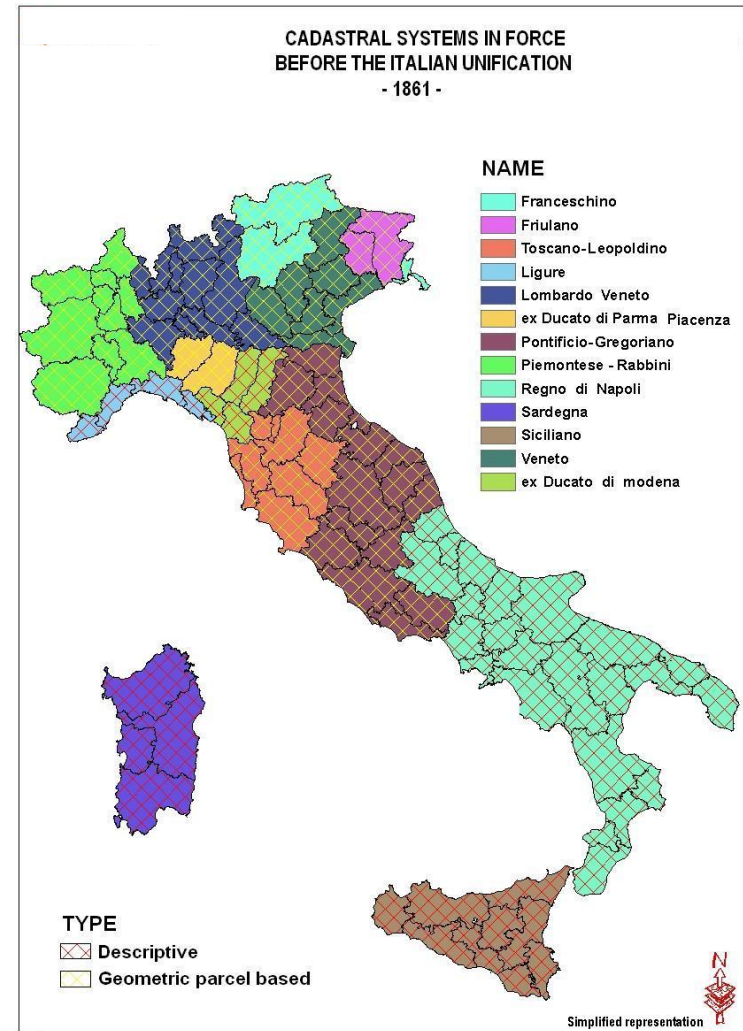 CADASTRAL SYSTEMS IN FORCE
BEFORE THE ITALIAN UNIFICATION
- 1861 -
NAME
Franceschino
Friulano
Toscano-Leopoldino
Ligure
Lombardo Veneto
ex Ducato di Parma Piacenza
Pontificio-Gregoriano
Piemontese - Rabbini
Regno di Napoli
Sardegna
Siciliano
Veneto
ex Ducato di modena
TYPE
Descriptive
Geometric parcel based
N
Simplified representation